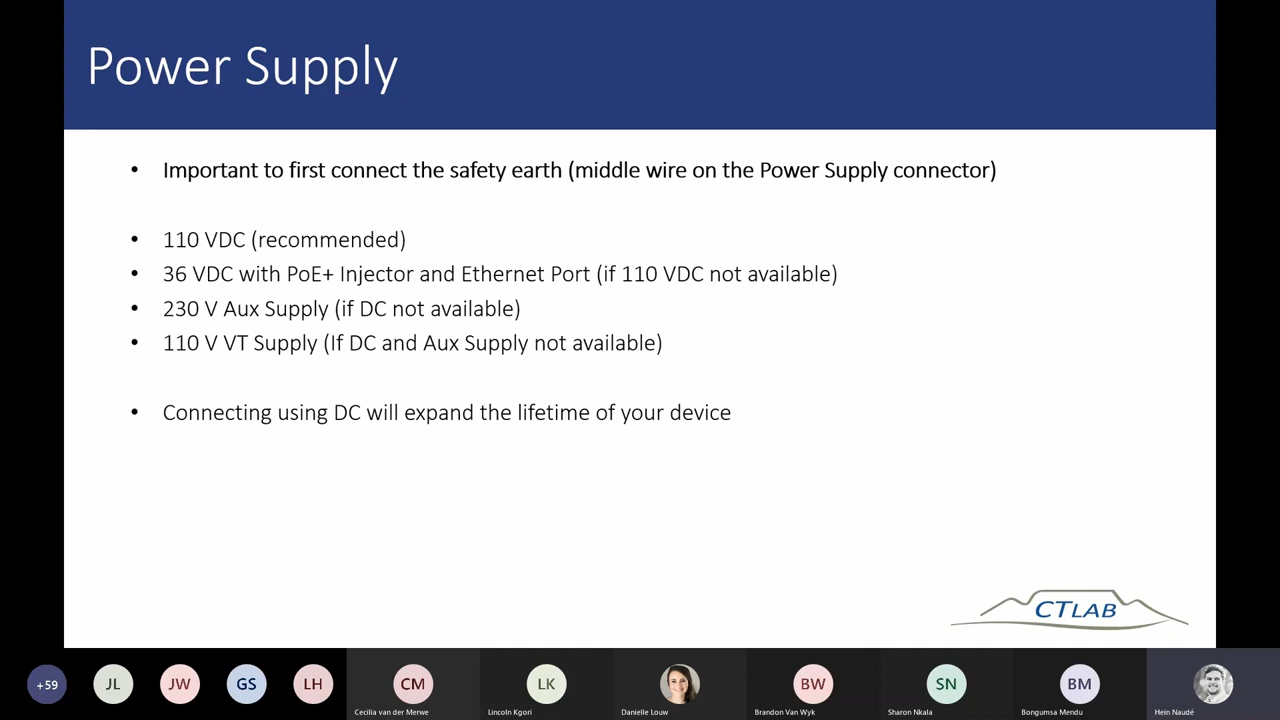 Power Supply
• Important to first connect the safety earth (middle wire on the Power Supply connector)
• 110 VDC (recommended)
• 36 VDC with PoE+ Injector and Ethernet Port (if 110 VDC not available)
• 230 V Aux Supply (if DC not available)
• 110 V VT Supply (If DC and Aux Supply not available)
• Connecting using DC will expand the lifetime of your device
CTLAB
+59 JL JW GS LH CM LK BW SN BM
Cecilia van der Merwe Lincoln Kgori Danielle Louw Brandon Van Wyk Sharon Nkala Bongumsa Mendu Hein Naudé